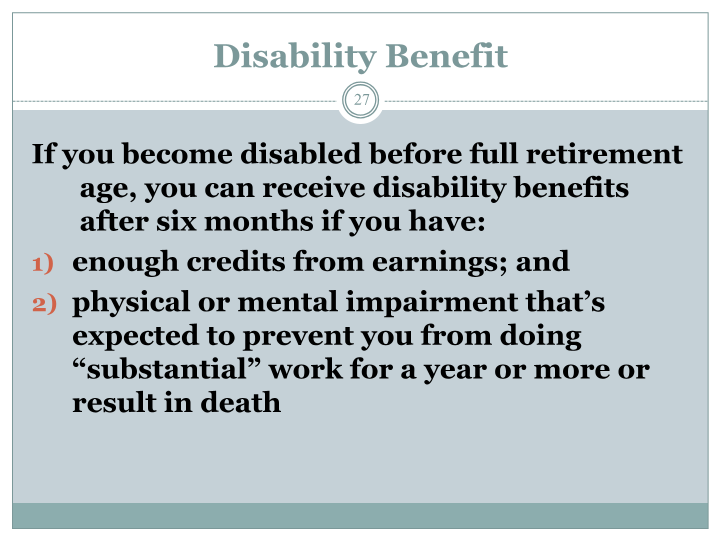 Disability Benefit
27
If you become disabled before full retirement
age, you can receive disability benefits
after six months if you have:
1) enough credits from earnings; and
2) physical or mental impairment that’s
expected to prevent you from doing
“substantial” work for a year or more or
result in death